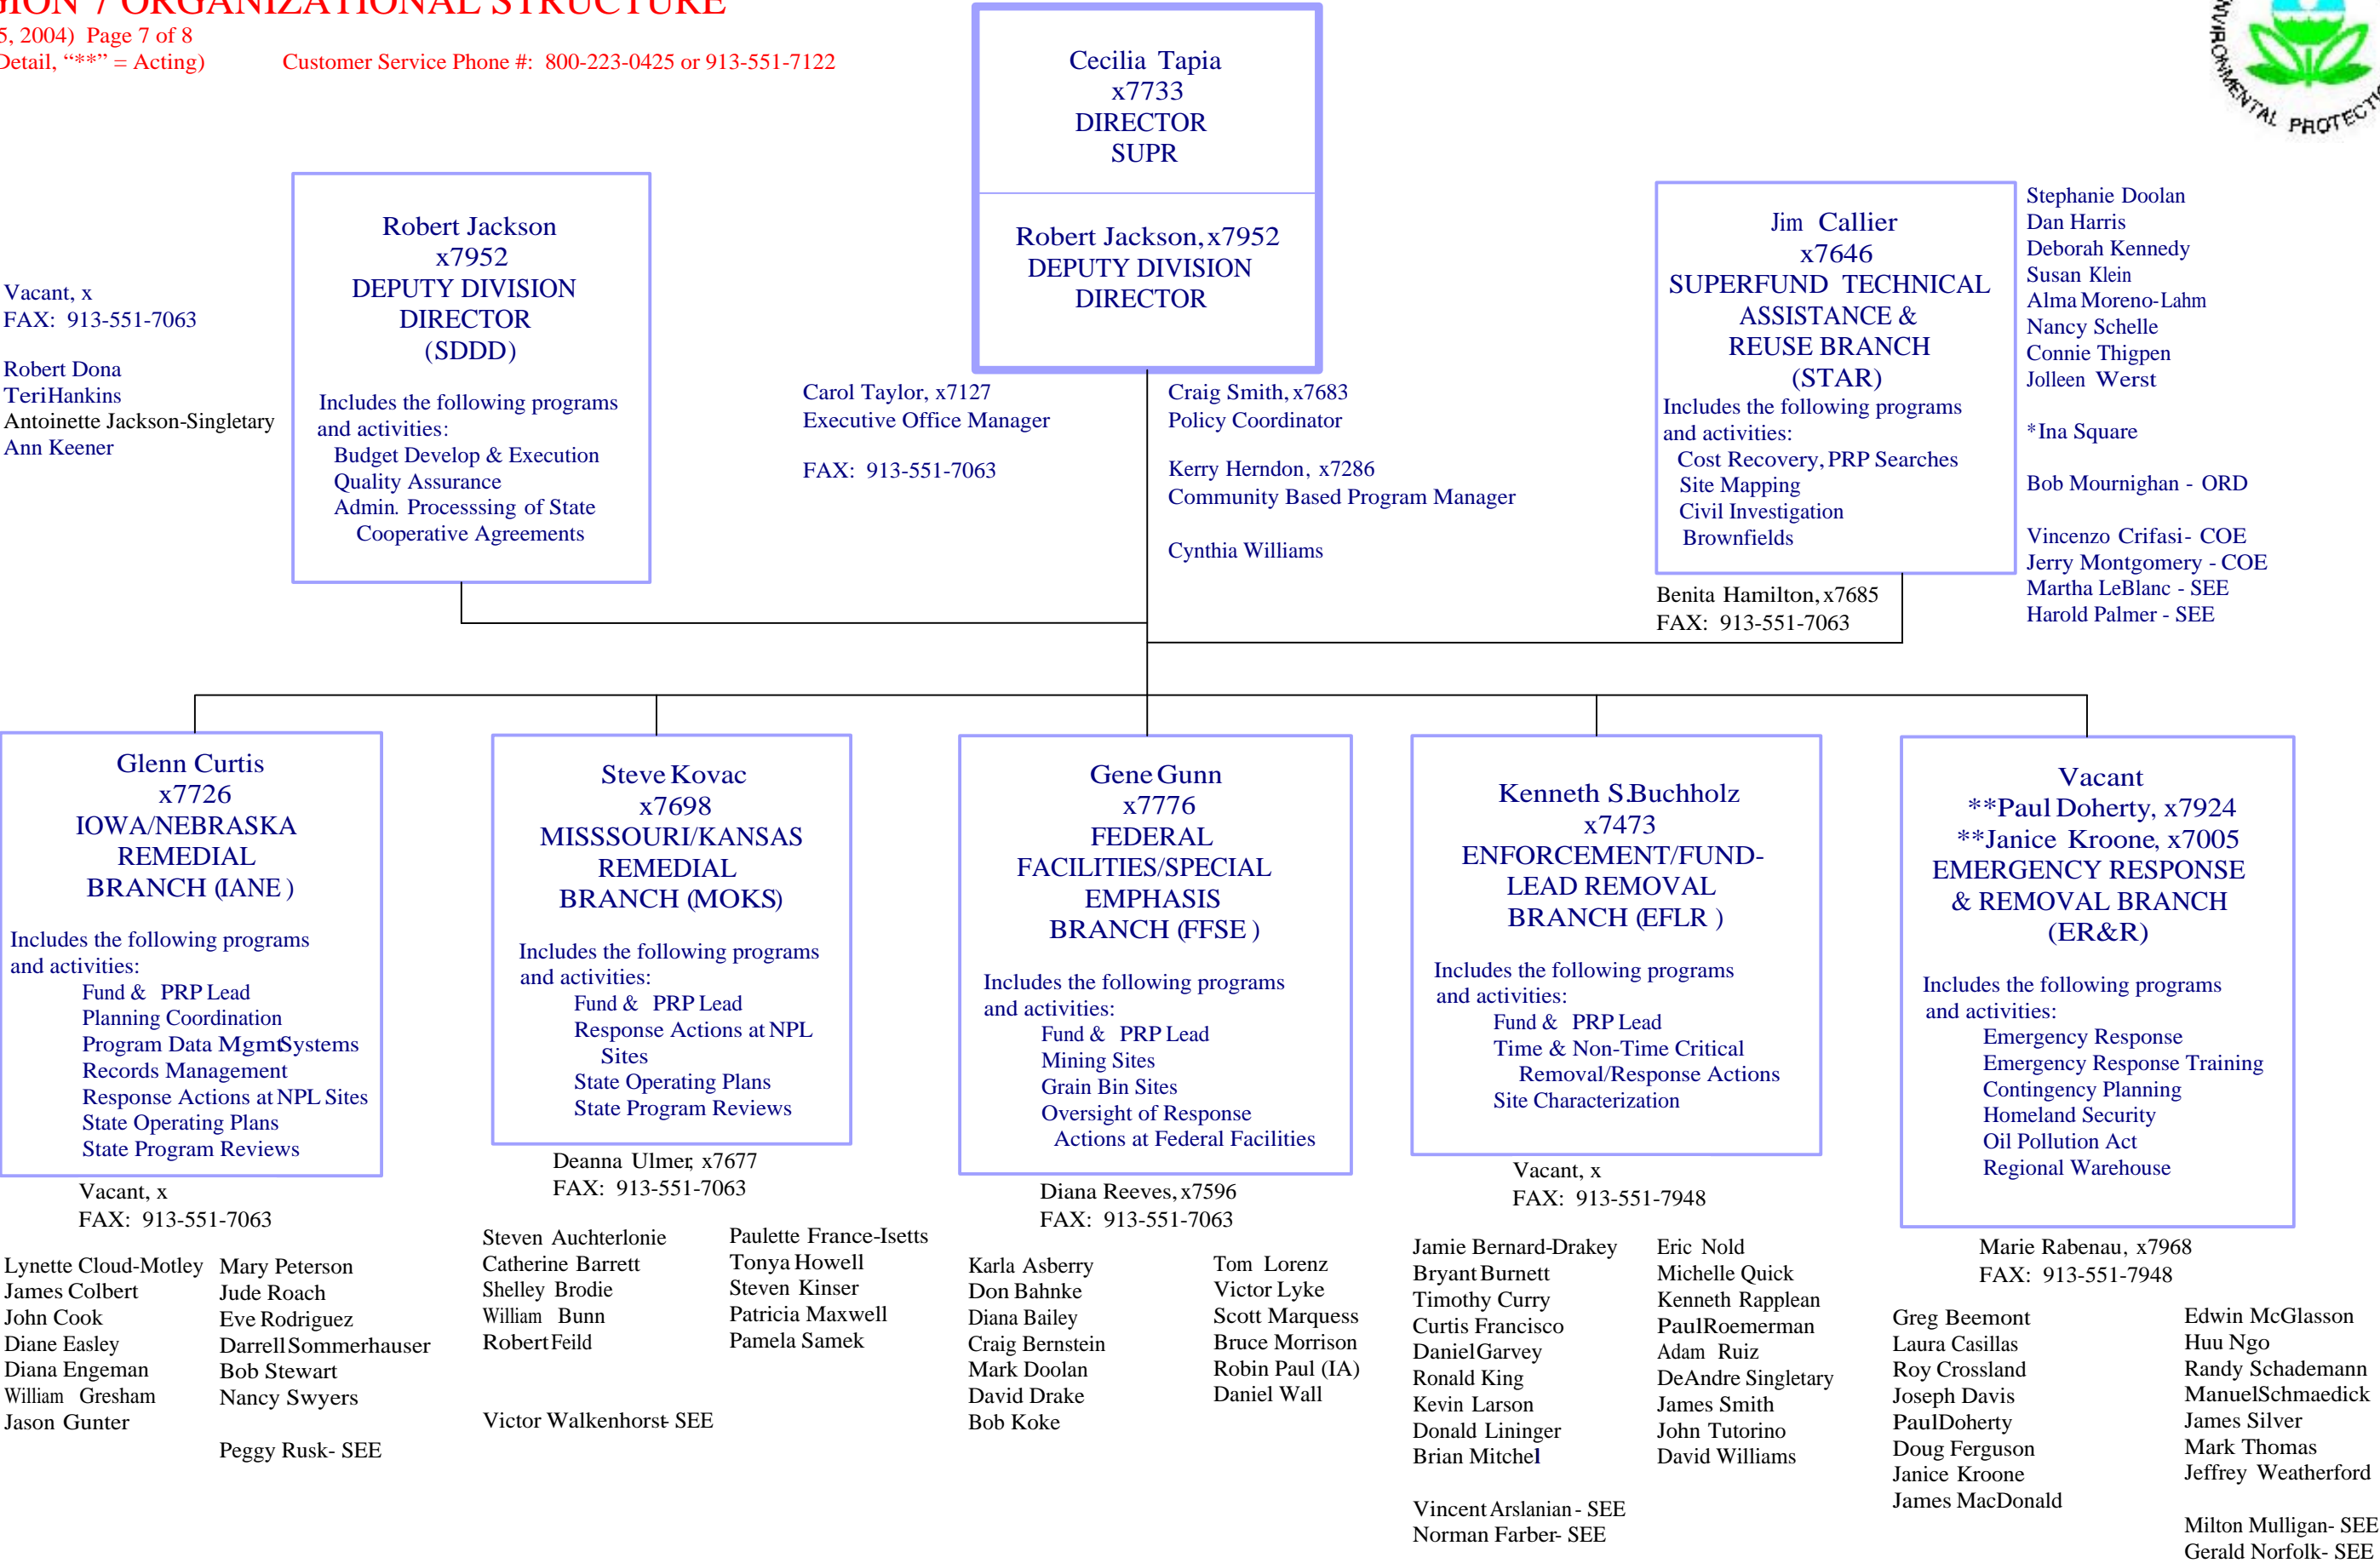 GION 7 ORGANIZATIONAL STRUCTURE
5, 2004) Page 7 of 8
Detail, “**” = Acting) Customer Service Phone #: 800-223-0425 or 913-551-7122
ENVIRONMENTAL PROTECTIO
Cecilia Tapia
x7733
DIRECTOR
SUPR
Robert Jackson, x7952
DEPUTY DIVISION
DIRECTOR
Carol Taylor, x7127
Executive Office Manager
FAX: 913-551-7063
Craig Smith, x7683
Policy Coordinator
Kerry Herndon, x7286
Community Based Program Manager
Cynthia Williams
Vacant, x
FAX: 913-551-7063
Robert Dona
Teri Hankins
Antoinette Jackson-Singletary
Ann Keener
Robert Jackson
x7952
DEPUTY DIVISION
DIRECTOR
(SDDD)
Includes the following programs
and activities:
Budget Develop & Execution
Quality Assurance
Admin. Processsing of State
Cooperative Agreements
Jim Callier
x7646
SUPERFUND TECHNICAL
ASSISTANCE &
REUSE BRANCH
(STAR)
Includes the following programs
and activities:
Cost Recovery, PRP Searches
Site Mapping
Civil Investigation
Brownfields
Benita Hamilton, x7685
FAX: 913-551-7063
Stephanie Doolan
Dan Harris
Deborah Kennedy
Susan Klein
Alma Moreno-Lahm
Nancy Schelle
Connie Thigpen
Jolleen Werst
*Ina Square
Bob Mournighan - ORD
Vincenzo Crifasi- COE
Jerry Montgomery - COE
Martha LeBlanc - SEE
Harold Palmer - SEE
Glenn Curtis
x7726
IOWA/NEBRASKA
REMEDIAL
BRANCH (IANE)
Includes the following programs
and activities:
Fund & PRP Lead
Planning Coordination
Program Data Mgmt Systems
Records Management
Response Actions at NPL Sites
State Operating Plans
State Program Reviews
Vacant, x
FAX: 913-551-7063
Lynette Cloud-Motley
James Colbert
John Cook
Diane Easley
Diana Engeman
William Gresham
Jason Gunter
Mary Peterson
Jude Roach
Eve Rodriguez
Darrell Sommerhauser
Bob Stewart
Nancy Swyers
Peggy Rusk- SEE
Steve Kovac
x7698
MISSSOURI/KANSAS
REMEDIAL
BRANCH (MOKS)
Includes the following programs
and activities:
Fund & PRP Lead
Response Actions at NPL
Sites
State Operating Plans
State Program Reviews
Deanna Ulmer, x7677
FAX: 913-551-7063
Steven Auchterlonie
Catherine Barrett
Shelley Brodie
William Bunn
Robert Feild
Victor Walkenhorst- SEE
Paulette France-Isetts
Tonya Howell
Steven Kinser
Patricia Maxwell
Pamela Samek
Gene Gunn
x7776
FEDERAL
FACILITIES/SPECIAL
EMPHASIS
BRANCH (FFSE)
Includes the following programs
and activities:
Fund & PRP Lead
Mining Sites
Grain Bin Sites
Oversight of Response
Actions at Federal Facilities
Diana Reeves, x7596
FAX: 913-551-7063
Karla Asberry
Don Bahnke
Diana Bailey
Craig Bernstein
Mark Doolan
David Drake
Bob Koke
Tom Lorenz
Victor Lyke
Scott Marquess
Bruce Morrison
Robin Paul (IA)
Daniel Wall
Kenneth S.Buchholz
x7473
ENFORCEMENT/FUND-
LEAD REMOVAL
BRANCH (EFLR)
Includes the following programs
and activities:
Fund & PRP Lead
Time & Non-Time Critical
Removal/Response Actions
Site Characterization
Vacant, x
FAX: 913-551-7948
Jamie Bernard-Drakey
Bryant Burnett
Timothy Curry
Curtis Francisco
Daniel Garvey
Ronald King
Kevin Larson
Donald Lininger
Brian Mitchel
Vincent Arslanian - SEE
Norman Farber- SEE
Eric Nold
Michelle Quick
Kenneth Rapplean
Paul Roemerman
Adam Ruiz
DeAndre Singletary
James Smith
John Tutorino
David Williams
Vacant
**Paul Doherty, x7924
**Janice Kroone, x7005
EMERGENCY RESPONSE
& REMOVAL BRANCH
(ER&R)
Includes the following programs
and activities:
Emergency Response
Emergency Response Training
Contingency Planning
Homeland Security
Oil Pollution Act
Regional Warehouse
Marie Rabenau, x7968
FAX: 913-551-7948
Greg Beemont
Laura Casillas
Roy Crossland
Joseph Davis
Paul Doherty
Doug Ferguson
Janice Kroone
James MacDonald
Edwin McGlasson
Huu Ngo
Randy Schademann
Manuel Schmaedick
James Silver
Mark Thomas
Jeffrey Weatherford
Milton Mulligan- SEE
Gerald Norfolk- SEE